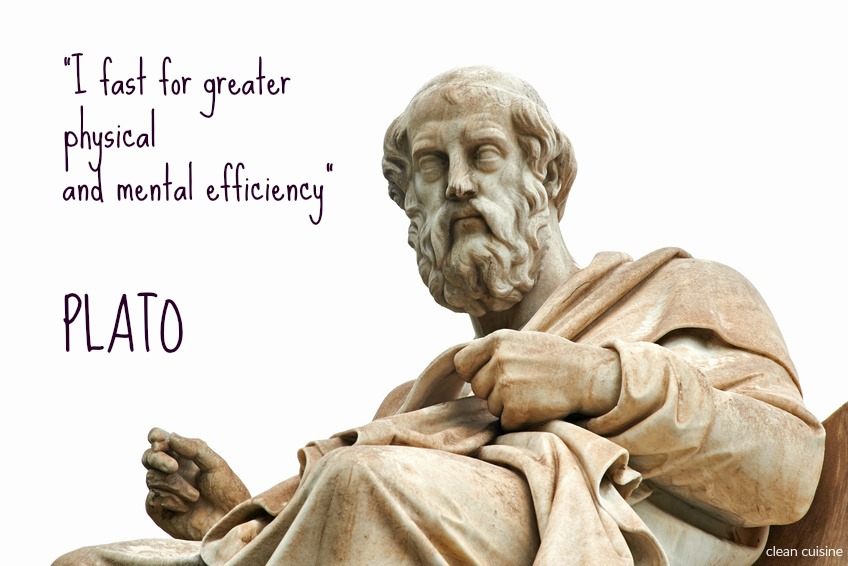 "I fast for greater
physical
and mental efficiency"
PLATO
clean cuisine